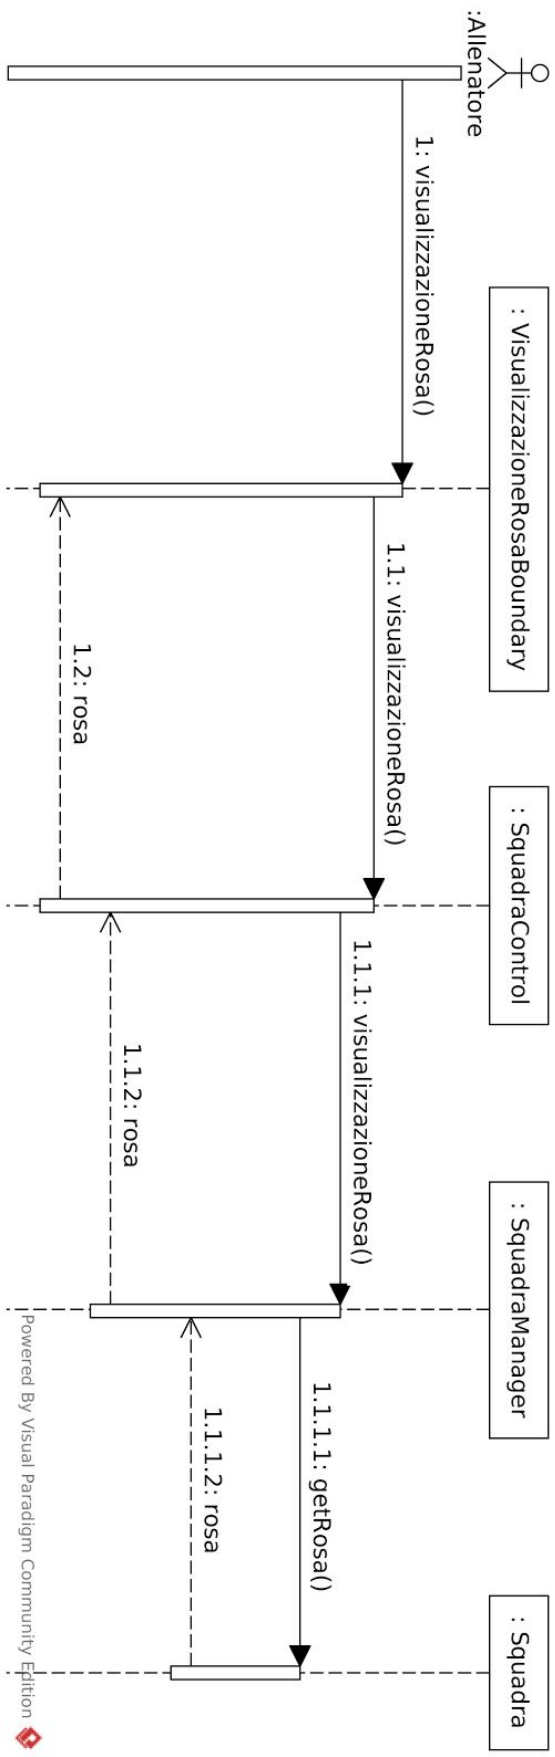 :Allenatore
: VisualizzazioneRosaBoundary
: SquadraControl
: SquadraManager
: Squadra
1: visualizzazioneRosa()
1.1: visualizzazioneRosa()
1.1.1: visualizzazioneRosa()
1.1.1.1: getRosa()
1.1.1.2: rosa
1.1.2: rosa
1.2: rosa
Powered By Visual Paradigm Community Edition